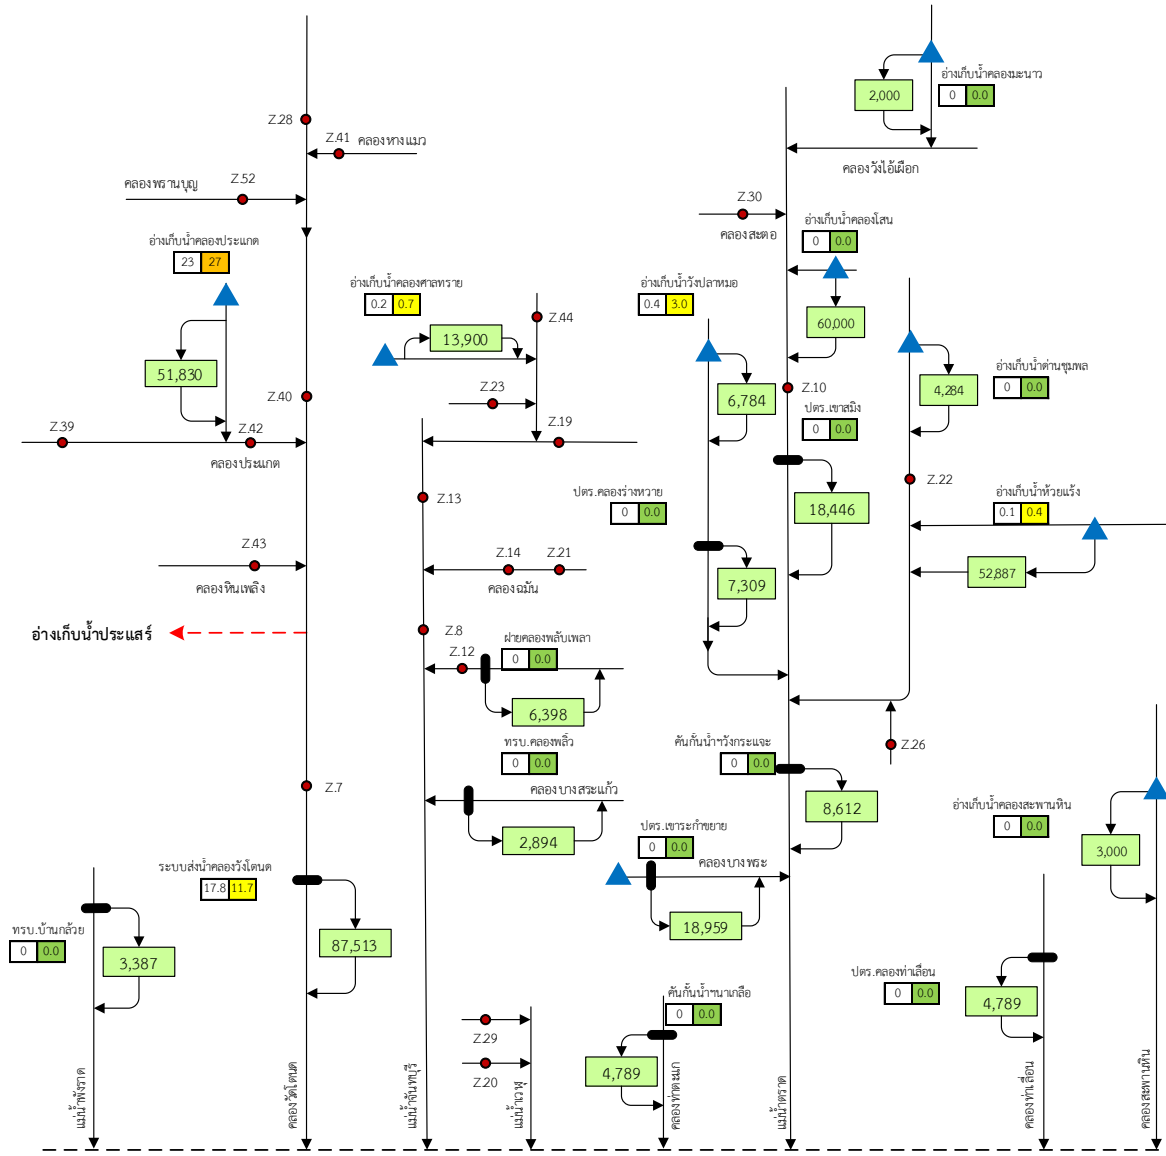 อ่างเก็บน้ำคลองมะนาว
0 0.0
2,000
คลองวังไอ้เผือก
Z.28
Z.41
คลองหางแมว
คลองพรานบุญ
Z.52
Z.30
คลองสะตอ
อ่างเก็บน้ำคลองโสน
0 0.0
60,000
อ่างเก็บน้ำคลองประแกด
23 27
51,830
อ่างเก็บน้ำคลองศาลทราย
0.2 0.7
13,900
Z.44
อ่างเก็บน้ำวังปลาหมอ
0.4 3.0
6,784
Z.10
อ่างเก็บน้ำด่านชุมพล
0 0.0
4,284
Z.40
Z.23
ปตร.เขาสมิง
0 0.0
18,446
Z.39
Z.42
คลองประแกต
Z.19
Z.13
ปตร.คลองร่างหวาย
0 0.0
7,309
Z.22
อ่างเก็บน้ำห้วยแร้ง
0.1 0.4
52,887
Z.43
คลองหินเพลิง
Z.14
Z.21
คลองฉมัน
อ่างเก็บน้ำประแสร์
Z.8
Z.12
ฝายคลองพลับเพลา
0 0.0
6,398
Z.26
ทรบ.คลองพลิ้ว
0 0.0
คลองบางสระแก้ว
2,894
คันกั้นน้ำฯวังกระแจะ
0 0.0
8,612
Z.7
ปตร.เขาระกำขยาย
0 0.0
คลองบางพระ
18,959
อ่างเก็บน้ำคลองสะพานหิน
0 0.0
3,000
ระบบส่งน้ำคลองวังโตนด
17.8 11.7
87,513
ทรบ.บ้านกล้วย
0 0.0
3,387
ปตร.คลองท่าเลื่อน
0 0.0
4,789
คันกั้นน้ำฯนาเกลือ
0 0.0
4,789
Z.29
Z.20
แม่น้ำพังราด
คลองวัดโตนด
แม่น้ำจันทบุรี
แม่น้ำเวฬุ
คลองท่าตะแก
แม่น้ำตราด
คลองท่าเลื่อน
คลองสะพานหิน